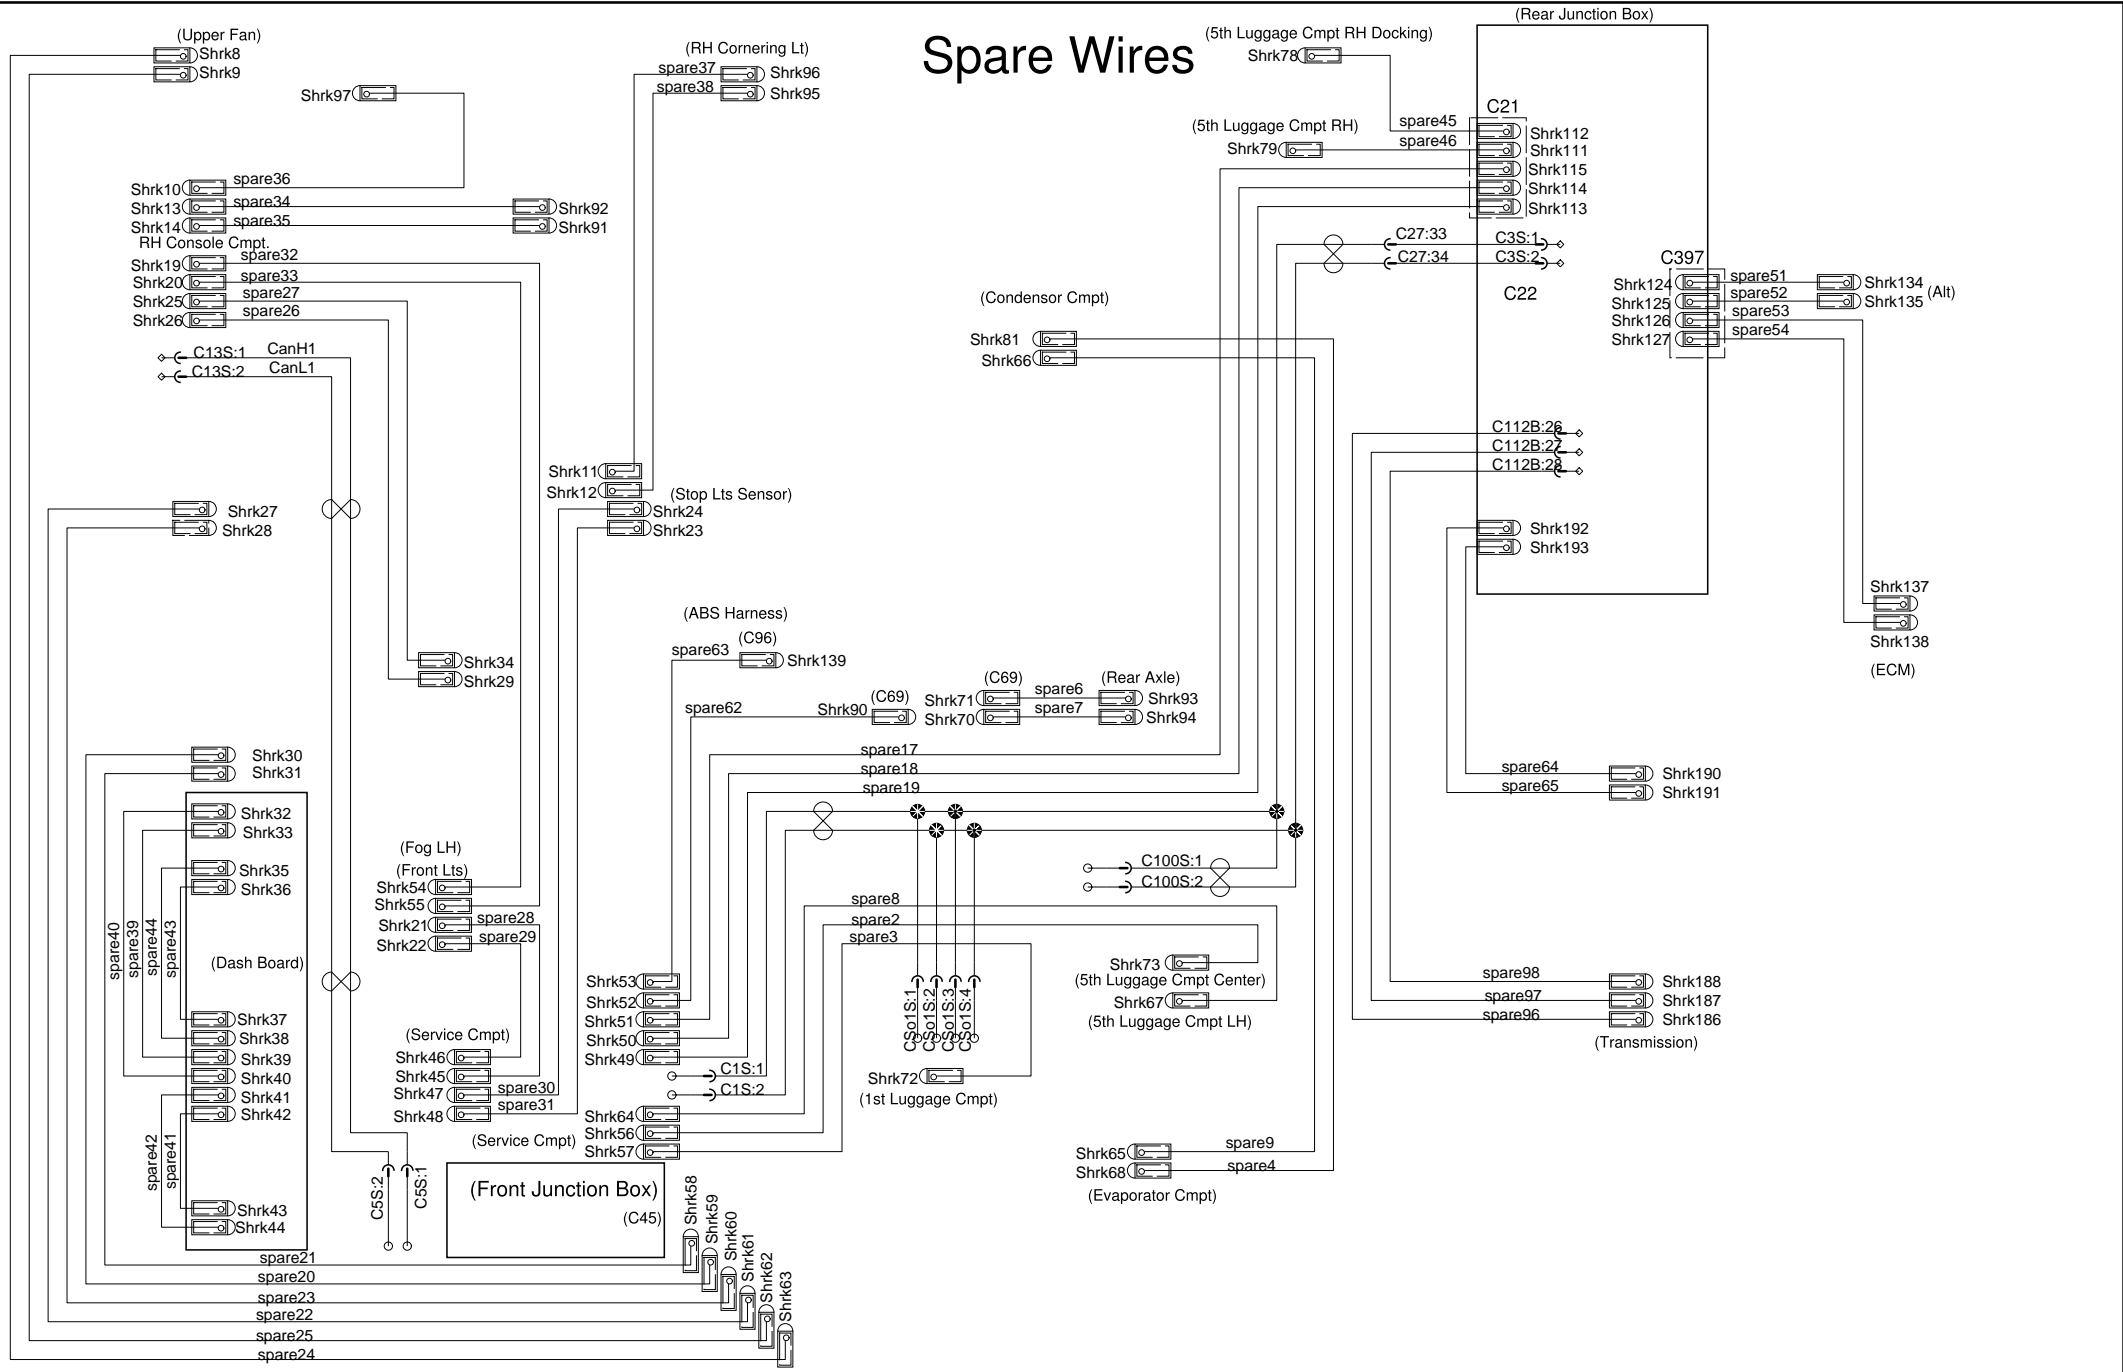 Spare Wires
(Upper Fan)
Shrk8
Shrk9
Shrk97
Shrk10
spare36
Shrk13
spare34
Shrk92
Shrk14
spare35
Shrk91
RH Console Cmpt.
Shrk19
spare32
Shrk20
spare33
Shrk25
spare27
Shrk26
spare26
C13S:1
CanH1
C13S:2
CanL1
(RH Cornering Lt)
spare37
Shrk96
spare38
Shrk95
Shrk11
Shrk12
(Stop Lts Sensor)
Shrk24
Shrk23
Shrk27
Shrk28
Shrk34
Shrk29
(ABS Harness)
(C96)
spare63
Shrk139
(C69)
spare62
Shrk90
(C69)
(Rear Axle)
Shrk71
spare6
Shrk93
Shrk70
spare7
Shrk94
Shrk30
Shrk31
Shrk32
Shrk33
Shrk35
Shrk36
spare40
spare39
spare44
spare43
(Dash Board)
Shrk37
Shrk38
Shrk39
Shrk40
Shrk41
Shrk42
spare42
spare41
Shrk43
Shrk44
(Fog LH)
(Front Lts)
Shrk54
Shrk55
Shrk21
spare28
Shrk22
spare29
(Service Cmpt)
Shrk46
Shrk45
Shrk47
spare30
Shrk48
spare31
(Service Cmpt)
C5S:2
C5S:1
(Front Junction Box)
(C45)
Shrk53
Shrk52
Shrk51
Shrk50
Shrk49
C1S:1
C1S:2
Shrk64
Shrk56
Shrk57
Shrk58
Shrk59
Shrk60
Shrk61
Shrk62
Shrk63
spare21
spare20
spare23
spare22
spare25
spare24
spare17
spare18
spare19
spare8
spare2
spare3
CSo1S:1
CSo1S:2
CSo1S:3
CSo1S:4
Shrk72
(1st Luggage Cmpt)
C100S:1
C100S:2
Shrk73
(5th Luggage Cmpt Center)
Shrk67
(5th Luggage Cmpt LH)
Shrk65
spare9
Shrk68
spare4
(Evaporator Cmpt)
(Condensor Cmpt)
Shrk81
Shrk66
(5th Luggage Cmpt RH Docking)
Shrk78
(5th Luggage Cmpt RH)
Shrk79
spare45
spare46
(Rear Junction Box)
C21
Shrk112
Shrk111
Shrk115
Shrk114
Shrk113
C27:33
C3S:1
C27:34
C3S:2
C22
C397
Shrk124
spare51
Shrk134
Shrk125
spare52
Shrk135
(Alt)
Shrk126
spare53
Shrk127
spare54
C112B:26
C112B:27
C112B:28
Shrk192
Shrk193
Shrk137
Shrk138
(ECM)
spare64
Shrk190
spare65
Shrk191
spare98
Shrk188
spare97
Shrk187
spare96
Shrk186
(Transmission)